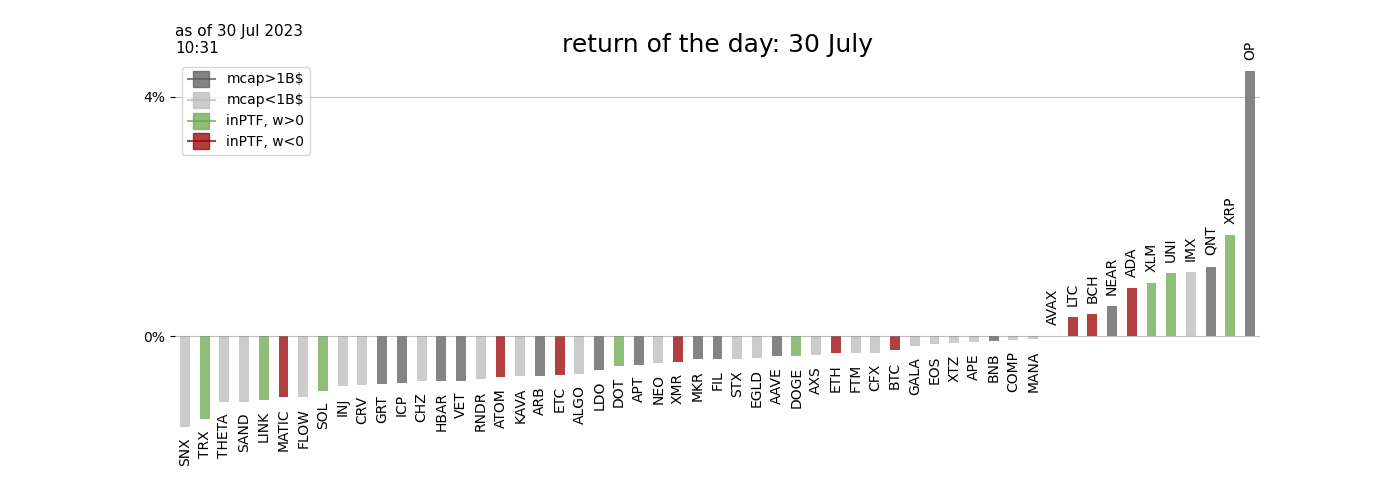 as of 30 Jul 2023
10:31
return of the day: 30 July
mcap>1B$
mcap<1B$
inPTF, w>0
inPTF, w<0
4%
0%
SNX
TRX
THETA
SAND
LINK
MATIC
FLOW
SOL
INJ
CRV
GRT
ICP
CHZ
HBAR
VET
RNDR
ATOM
KAVA
ARB
ETC
ALGO
LDO
DOT
APT
NEO
XMR
MKR
FIL
STX
EGLD
AAVE
DOGE
AXS
ETH
FTM
CFX
BTC
GALA
EOS
XTZ
APE
BNB
COMP
MANA
AVAX
LTC
BCH
NEAR
ADA
XLM
UNI
IMX
QNT
XRP
OP